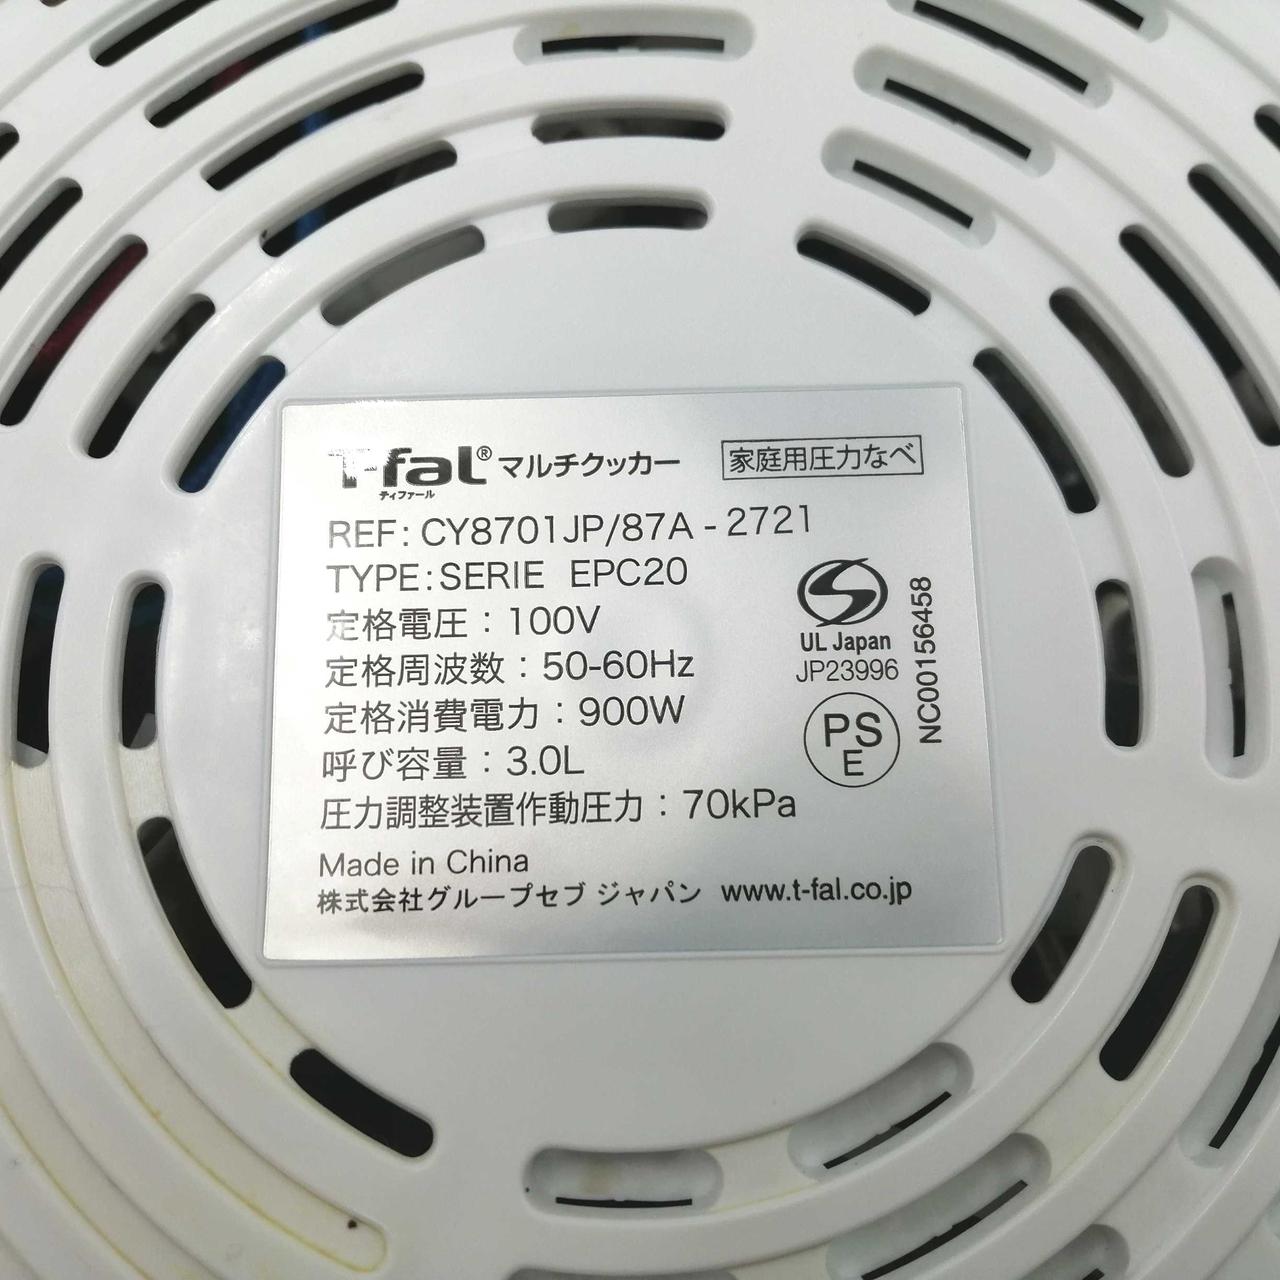 T-fal® マルチクッカー 家庭用圧力なべ
ティファール
REF: CY8701JP/87A - 2721
TYPE: SERIE EPC20
定格電圧：100V
定格周波数：50-60Hz
定格消費電力：900W
呼び容量：3.0L
圧力調整装置作動圧力：70kPa
Made in China
株式会社グループセブ ジャパン www.t-fal.co.jp
S
UL Japan
JP23996
PS
E
NC00156458